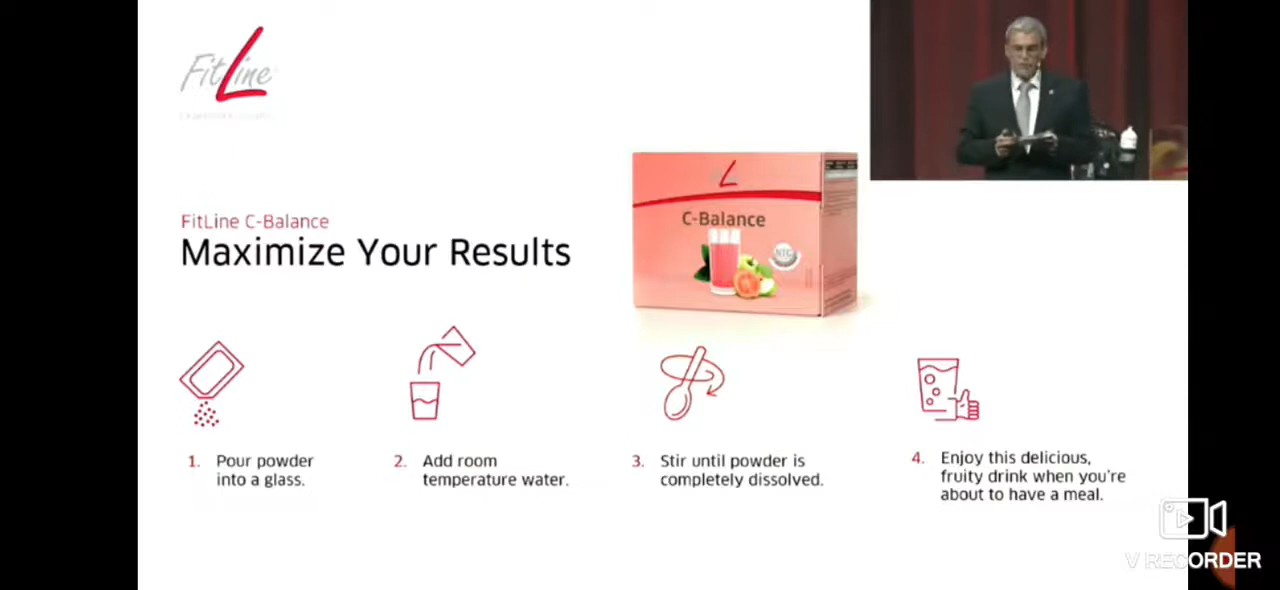 FitLine
FitLine C-Balance
Maximize Your Results
C-Balance
NTC
1. Pour powder
into a glass.
2. Add room
temperature water.
3. Stir until powder is
completely dissolved.
4. Enjoy this delicious,
fruity drink when you're
about to have a meal.
V RECORDER